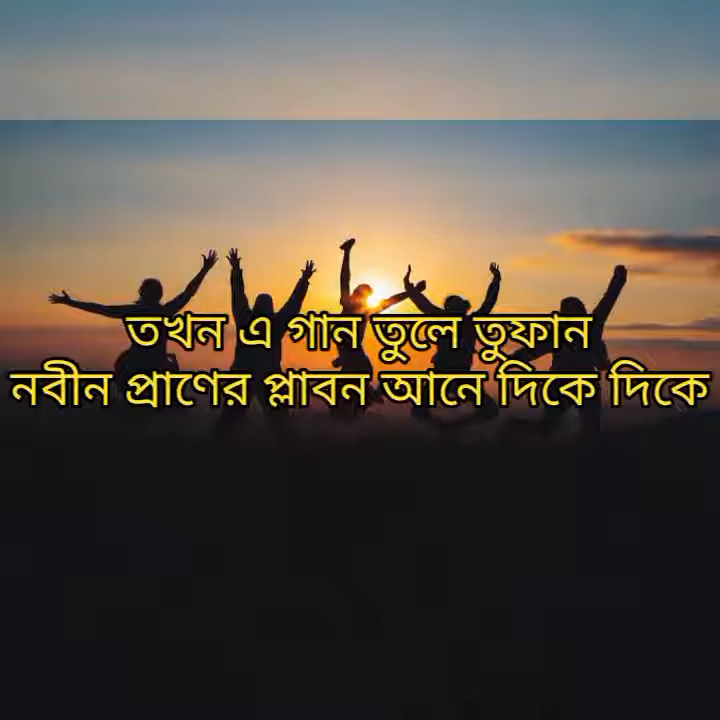 তখন এ গান তুলে তুফান
নবীন প্রাণের প্লাবন আনে দিকে দিকে